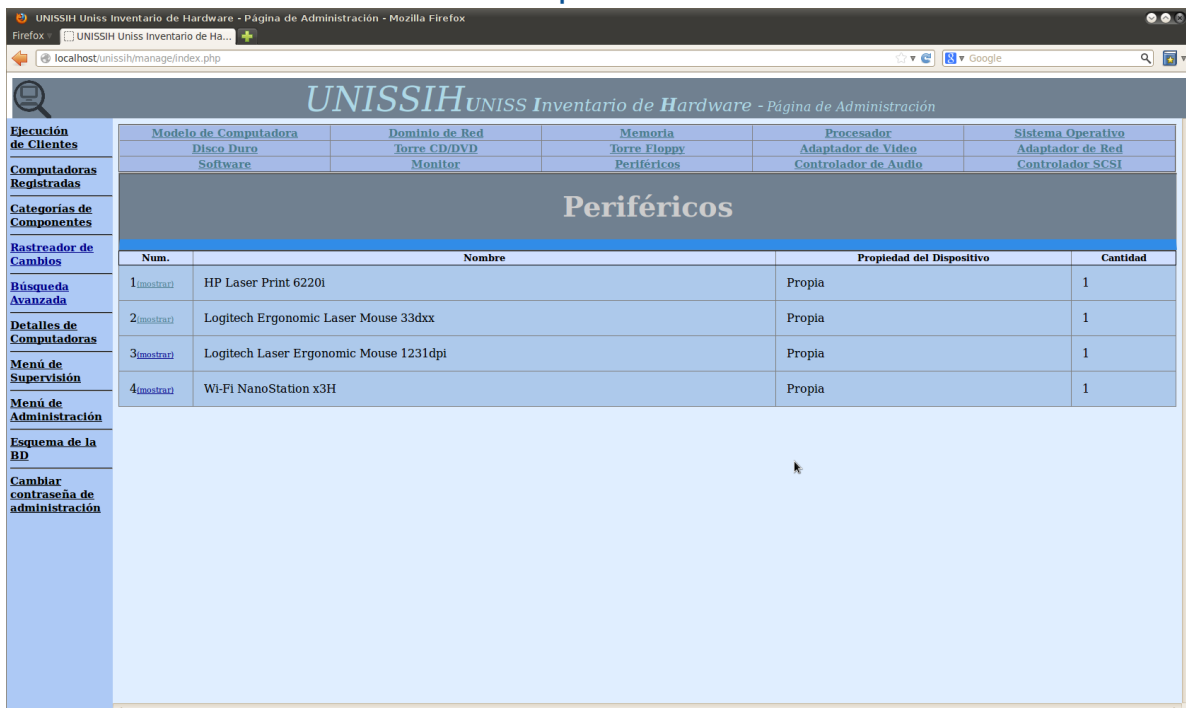 UNISSIH Uniss Inventario de Hardware - Página de Administración - Mozilla Firefox
Firefox
UNISSIH Uniss Inventario de Ha...
localhost/unissih/manage/index.php
Google
UNISSIH UNISS Inventario de Hardware - Página de Administración
Ejecución
de Clientes
Computadoras
Registradas
Categorías de
Componentes
Rastreador de
Cambios
Búsqueda
Avanzada
Detalles de
Computadoras
Menú de
Supervisión
Menú de
Administración
Esquema de la
BD
Cambiar
contraseña de
administración
Modelo de Computadora Dominio de Red Memoria Procesador Sistema Operativo
Disco Duro Torre CD/DVD Torre Floppy Adaptador de Video Adaptador de Red
Software Monitor Periféricos Controlador de Audio Controlador SCSI
Periféricos
Num. Nombre Propiedad del Dispositivo Cantidad
1(mostrar) HP Laser Print 6220i Propia 1
2(mostrar) Logitech Ergonomic Laser Mouse 33dxx Propia 1
3(mostrar) Logitech Laser Ergonomic Mouse 1231dpi Propia 1
4(mostrar) Wi-Fi NanoStation x3H Propia 1